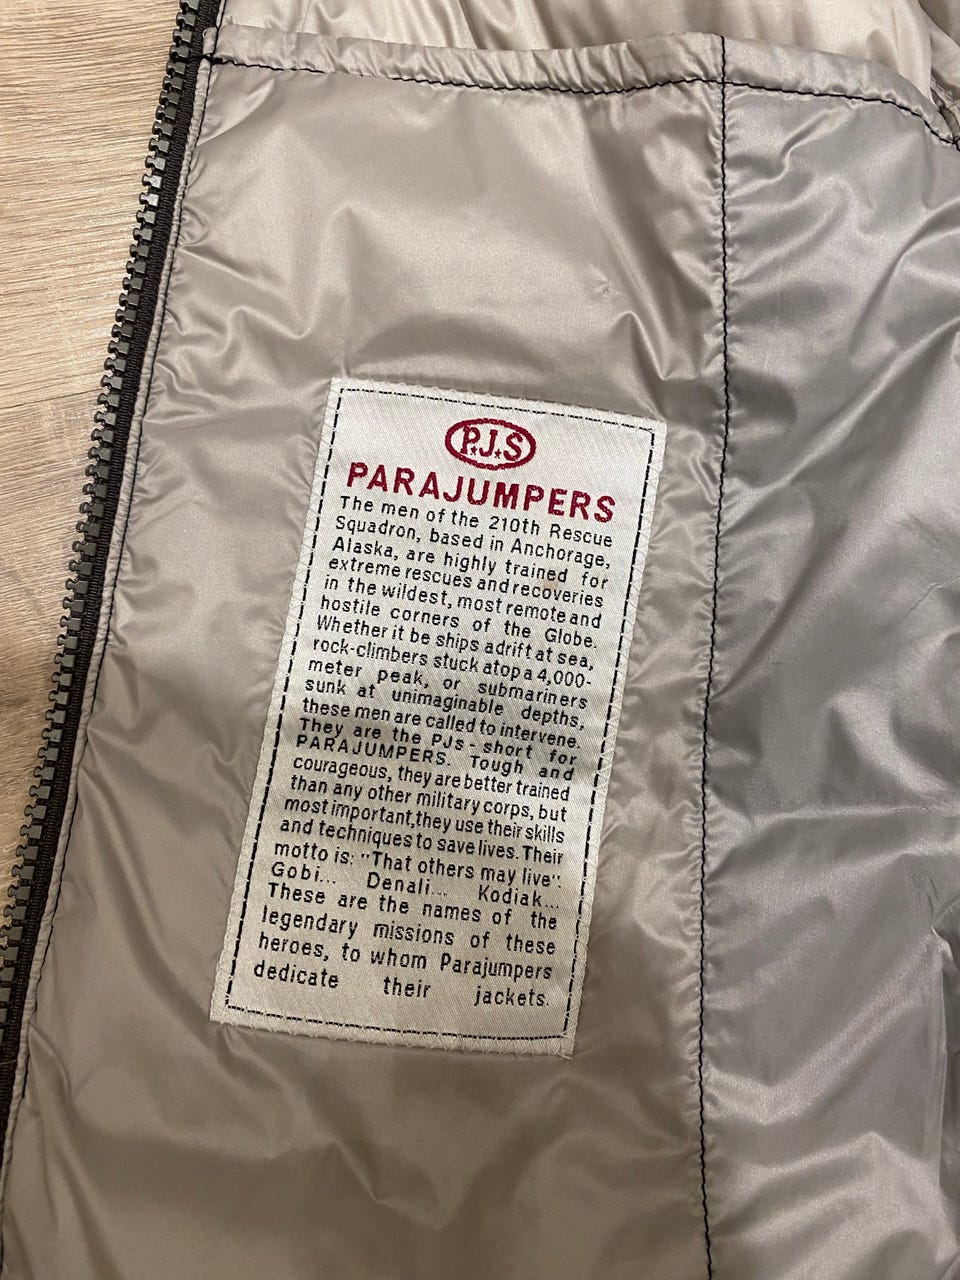 P.J.S
PARAJUMPERS
The men of the 210th Rescue
Squadron, based in Anchorage,
Alaska, are highly trained for
extreme rescues and recoveries
in the wildest, most remote and
hostile corners of the Globe.
Whether it be ships adrift at sea,
rock-climbers stuck atop a 4,000-
meter peak, or submariners
sunk at unimaginable depths,
these men are called to intervene.
They are the PJs - short for
PARAJUMPERS. Tough and
courageous, they are better trained
than any other military corps, but
most important,they use their skills
and techniques to save lives. Their
motto is: "That others may live".
Gobi... Denali... Kodiak...
These are the names of the
legendary missions of these
heroes, to whom Parajumpers
dedicate their jackets.